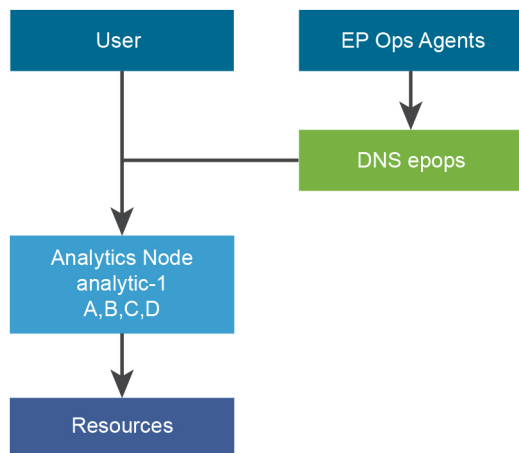 User
EP Ops Agents
DNS epops
Analytics Node
analytic-1
A,B,C,D
Resources